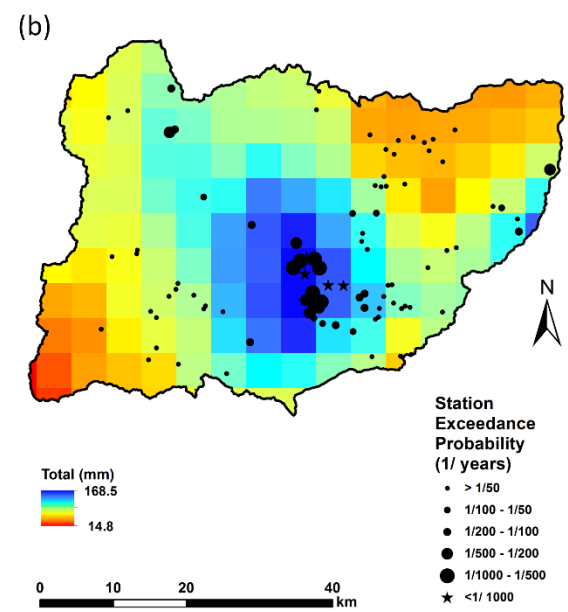 (b)
N
Station
Exceedance
Probability
(1/ years)
> 1/50
1/100 - 1/50
1/200 - 1/100
1/500 - 1/200
1/1000 - 1/500
<1/ 1000
Total (mm)
168.5
14.8
0 10 20 40
km